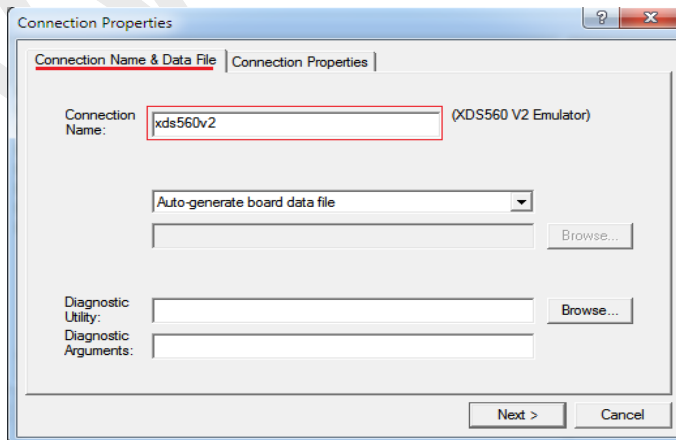 Connection Properties
Connection Name & Data File
Connection Properties
Connection
Name:
xds560v2
(XDS560 V2 Emulator)
Auto-generate board data file
Browse...
Diagnostic
Utility:
Browse...
Diagnostic
Arguments:
Next >
Cancel